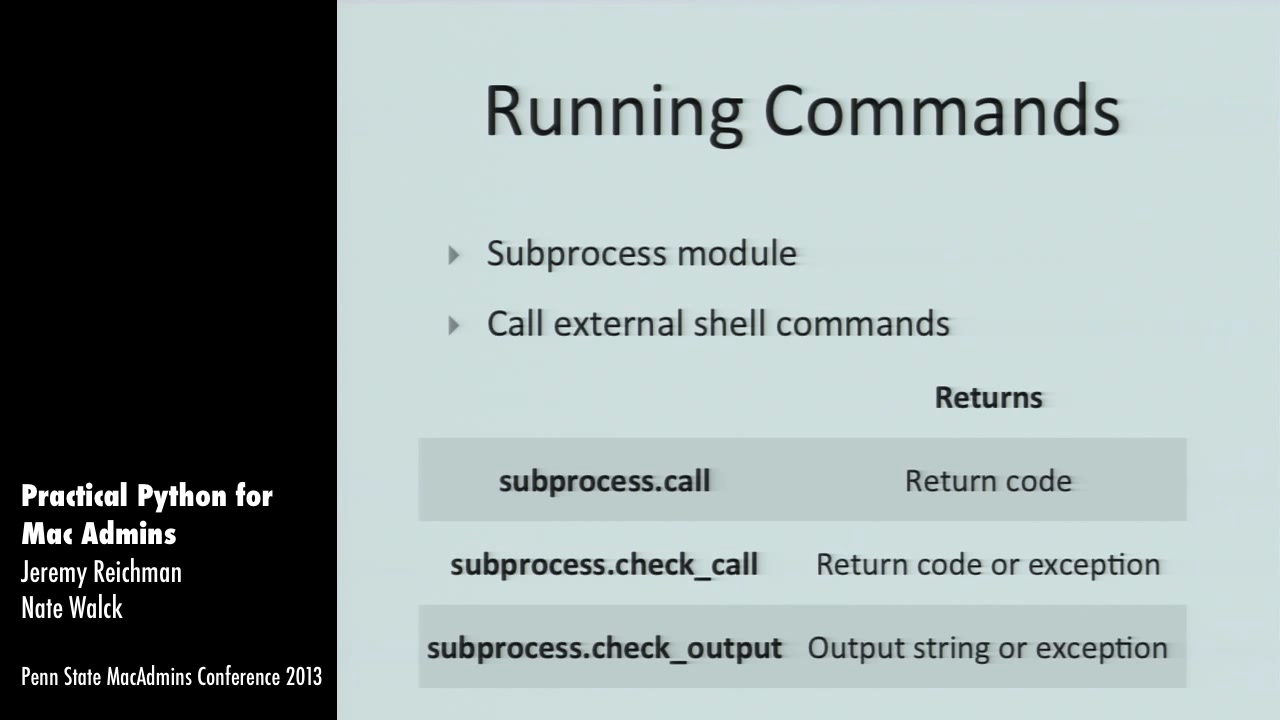 Running Commands
Subprocess module
Call external shell commands
Returns
subprocess.call Return code
subprocess.check_call Return code or exception
subprocess.check_output Output string or exception
Practical Python for
Mac Admins
Jeremy Reichman
Nate Walck
Penn State MacAdmins Conference 2013